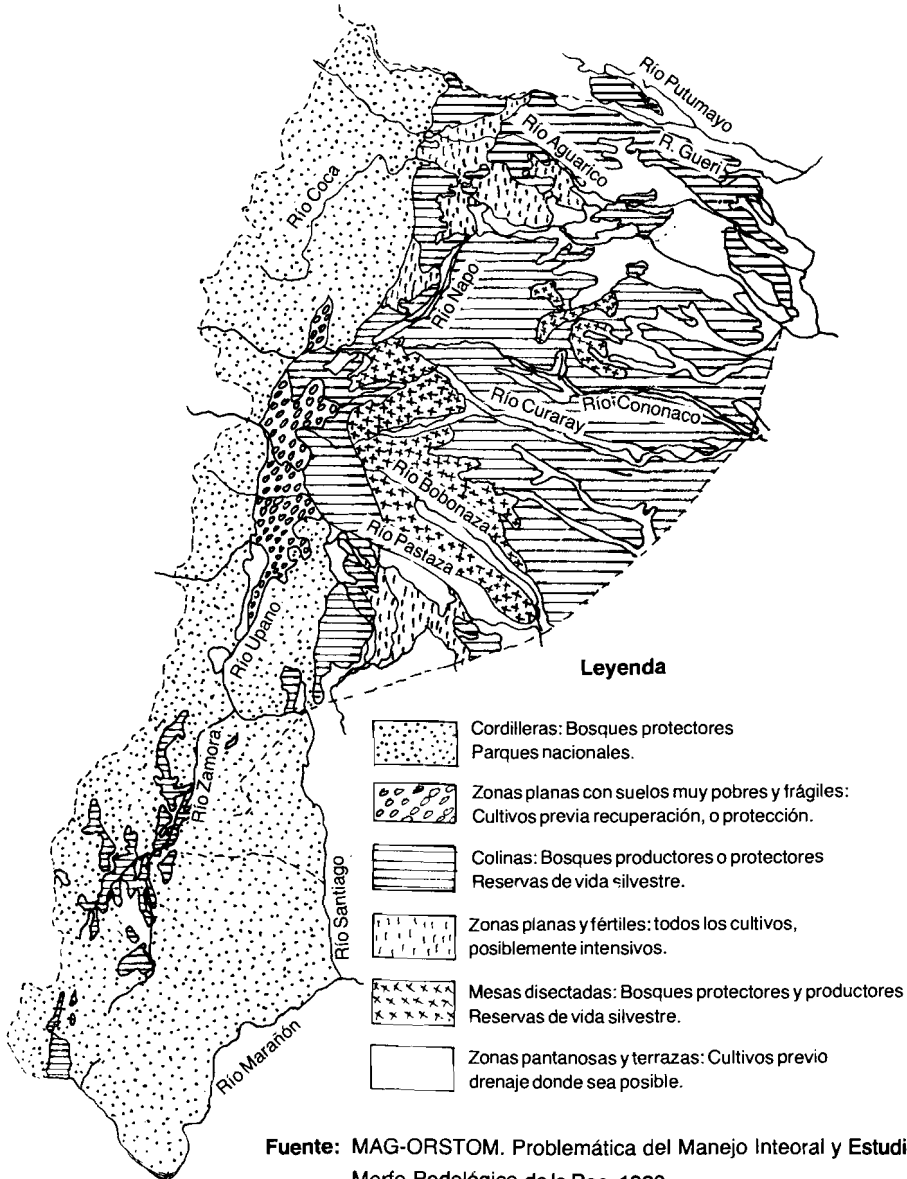 Río Putumayo
R. Gueri
Río Aguarico
Río Coca
Río Napo
Río Curaray
Río Cononaco
Río Bobonaza
Río Pastaza
Río Upano
Río Zamora
Río Santiago
Río Marañón
Leyenda
Cordilleras: Bosques protectores
Parques nacionales.
Zonas planas con suelos muy pobres y frágiles:
Cultivos previa recuperación, o protección.
Colinas: Bosques productores o protectores
Reservas de vida silvestre.
Zonas planas y fértiles: todos los cultivos,
posiblemente intensivos.
Mesas disectadas: Bosques protectores y productores
Reservas de vida silvestre.
Zonas pantanosas y terrazas: Cultivos previo
drenaje donde sea posible.
Fuente: MAG-ORSTOM. Problemática del Manejo Inteoral y Estudi